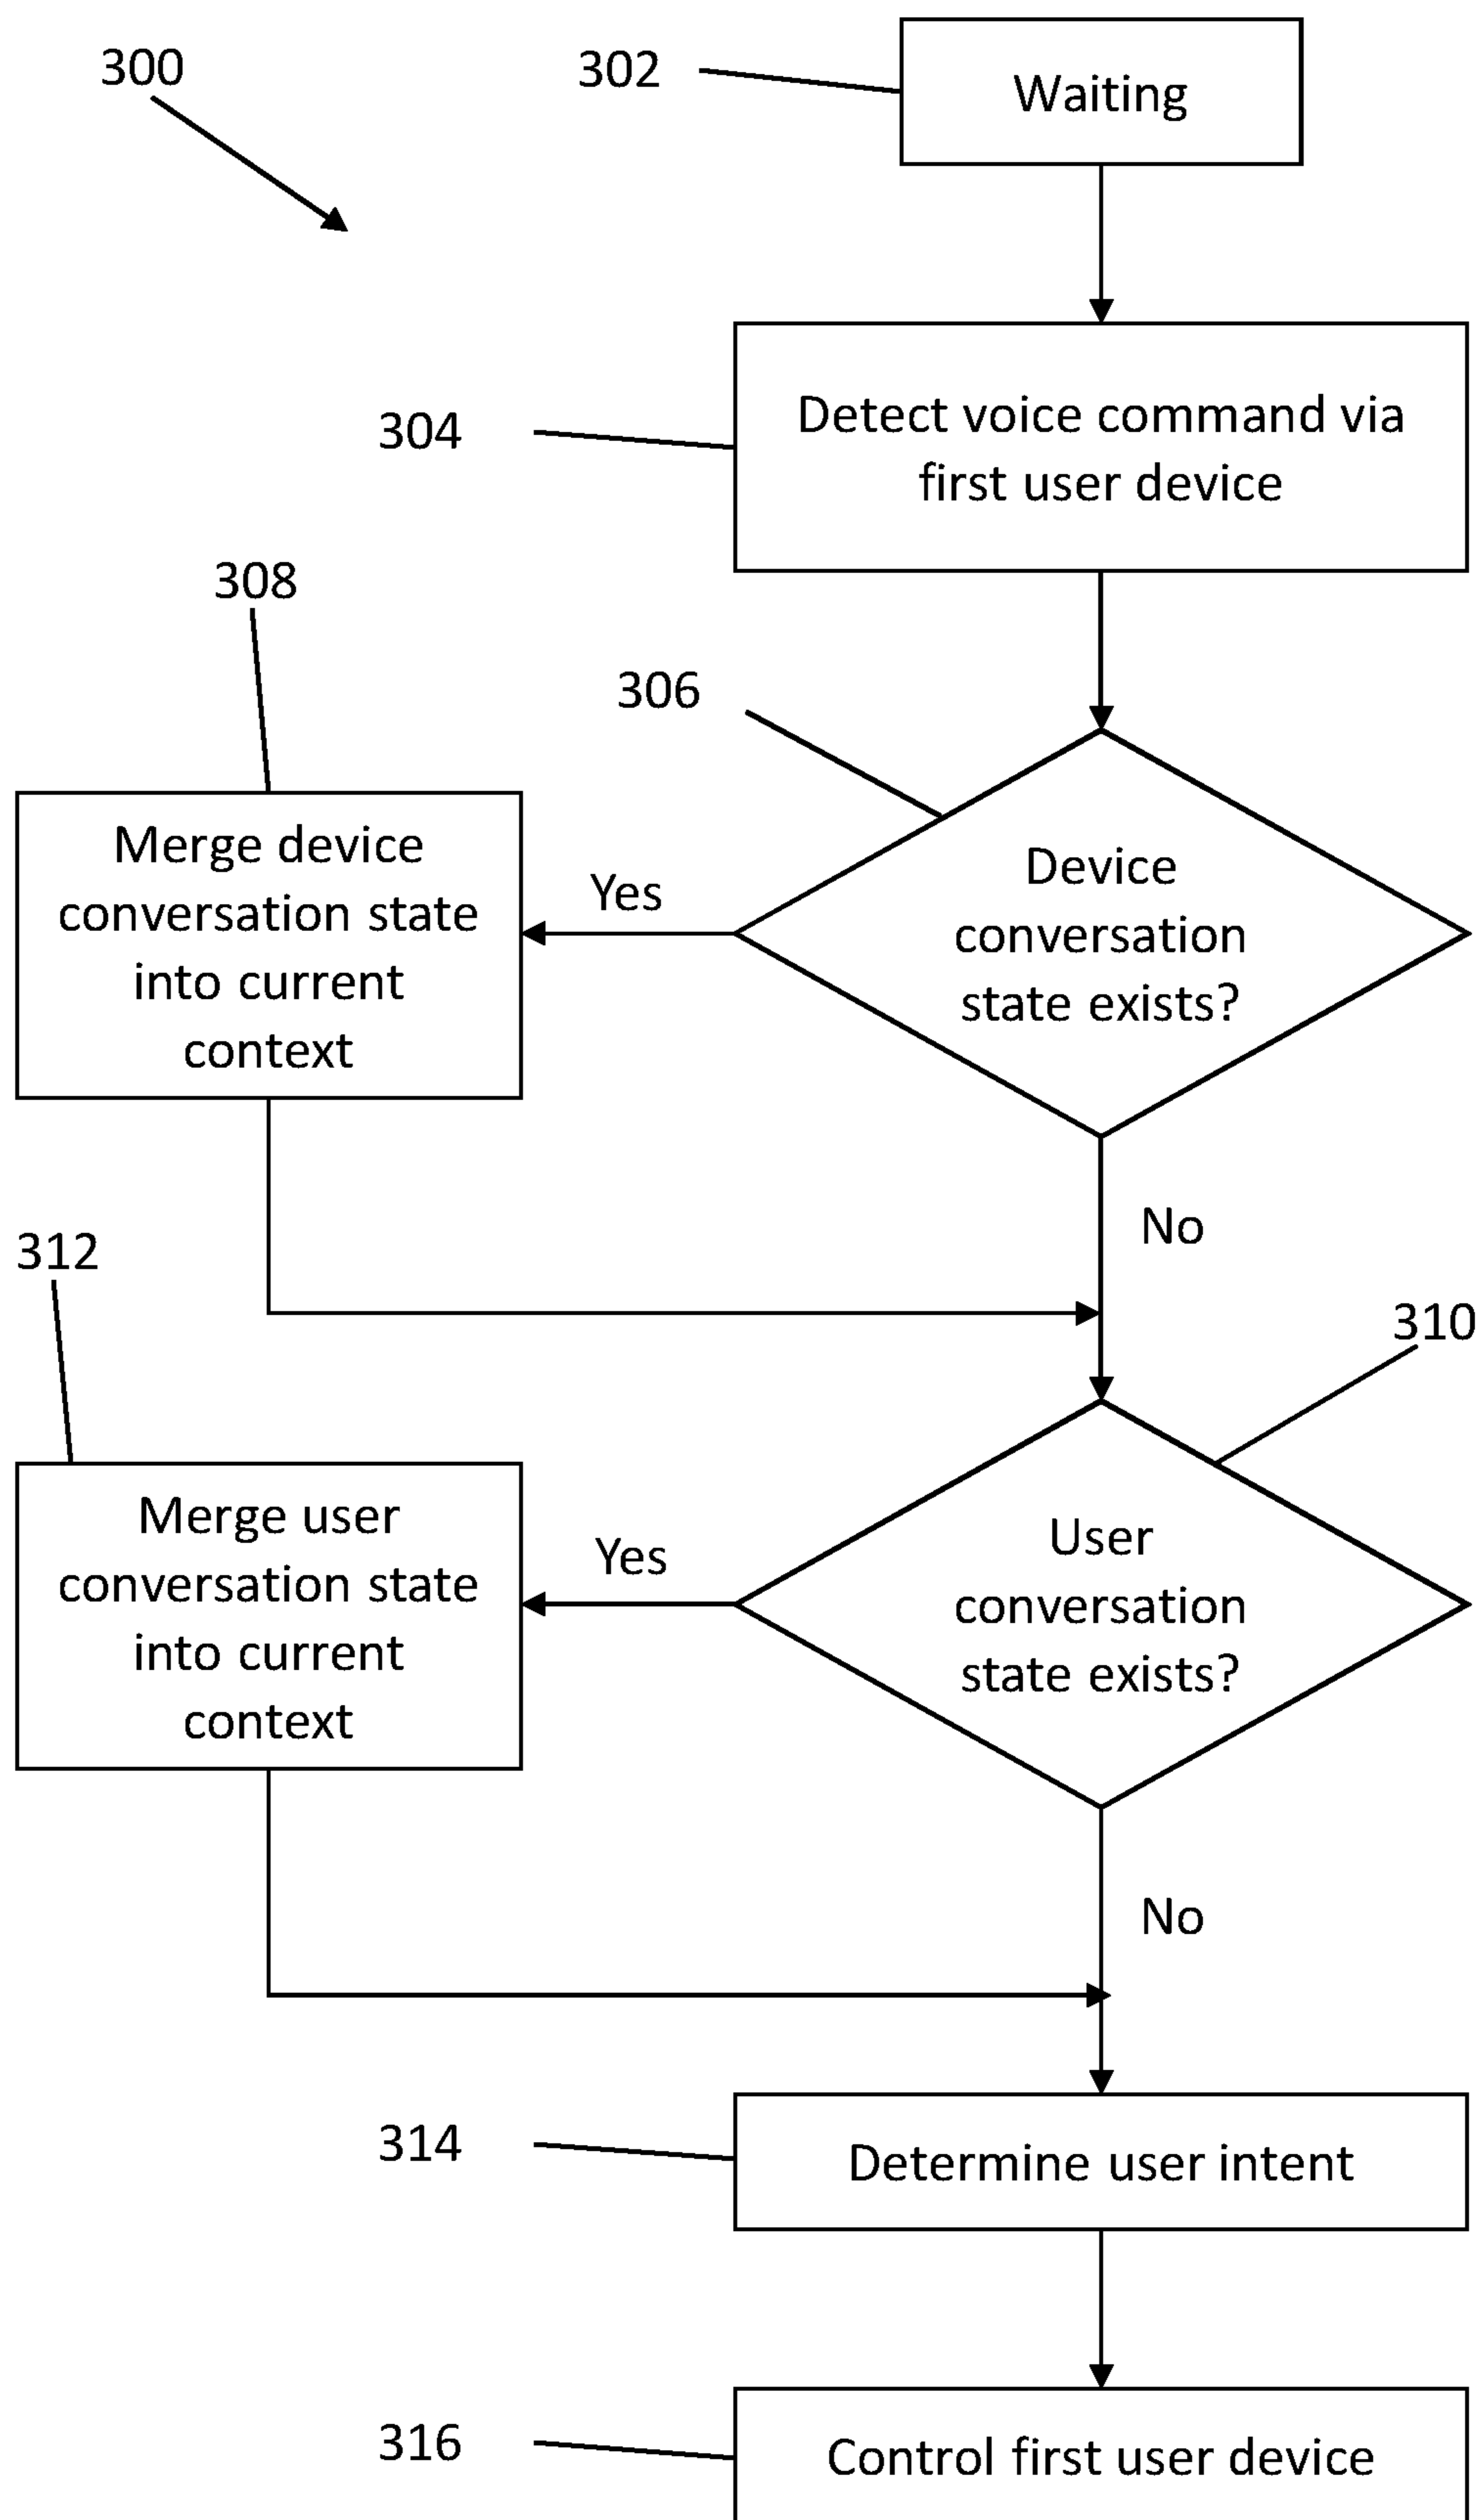 300
302
Waiting
304
Detect voice command via
first user device
308
306
Merge device
conversation state
into current
context
Yes
Device
conversation
state exists?
No
312
310
Merge user
conversation state
into current
context
Yes
User
conversation
state exists?
No
314
Determine user intent
316
Control first user device